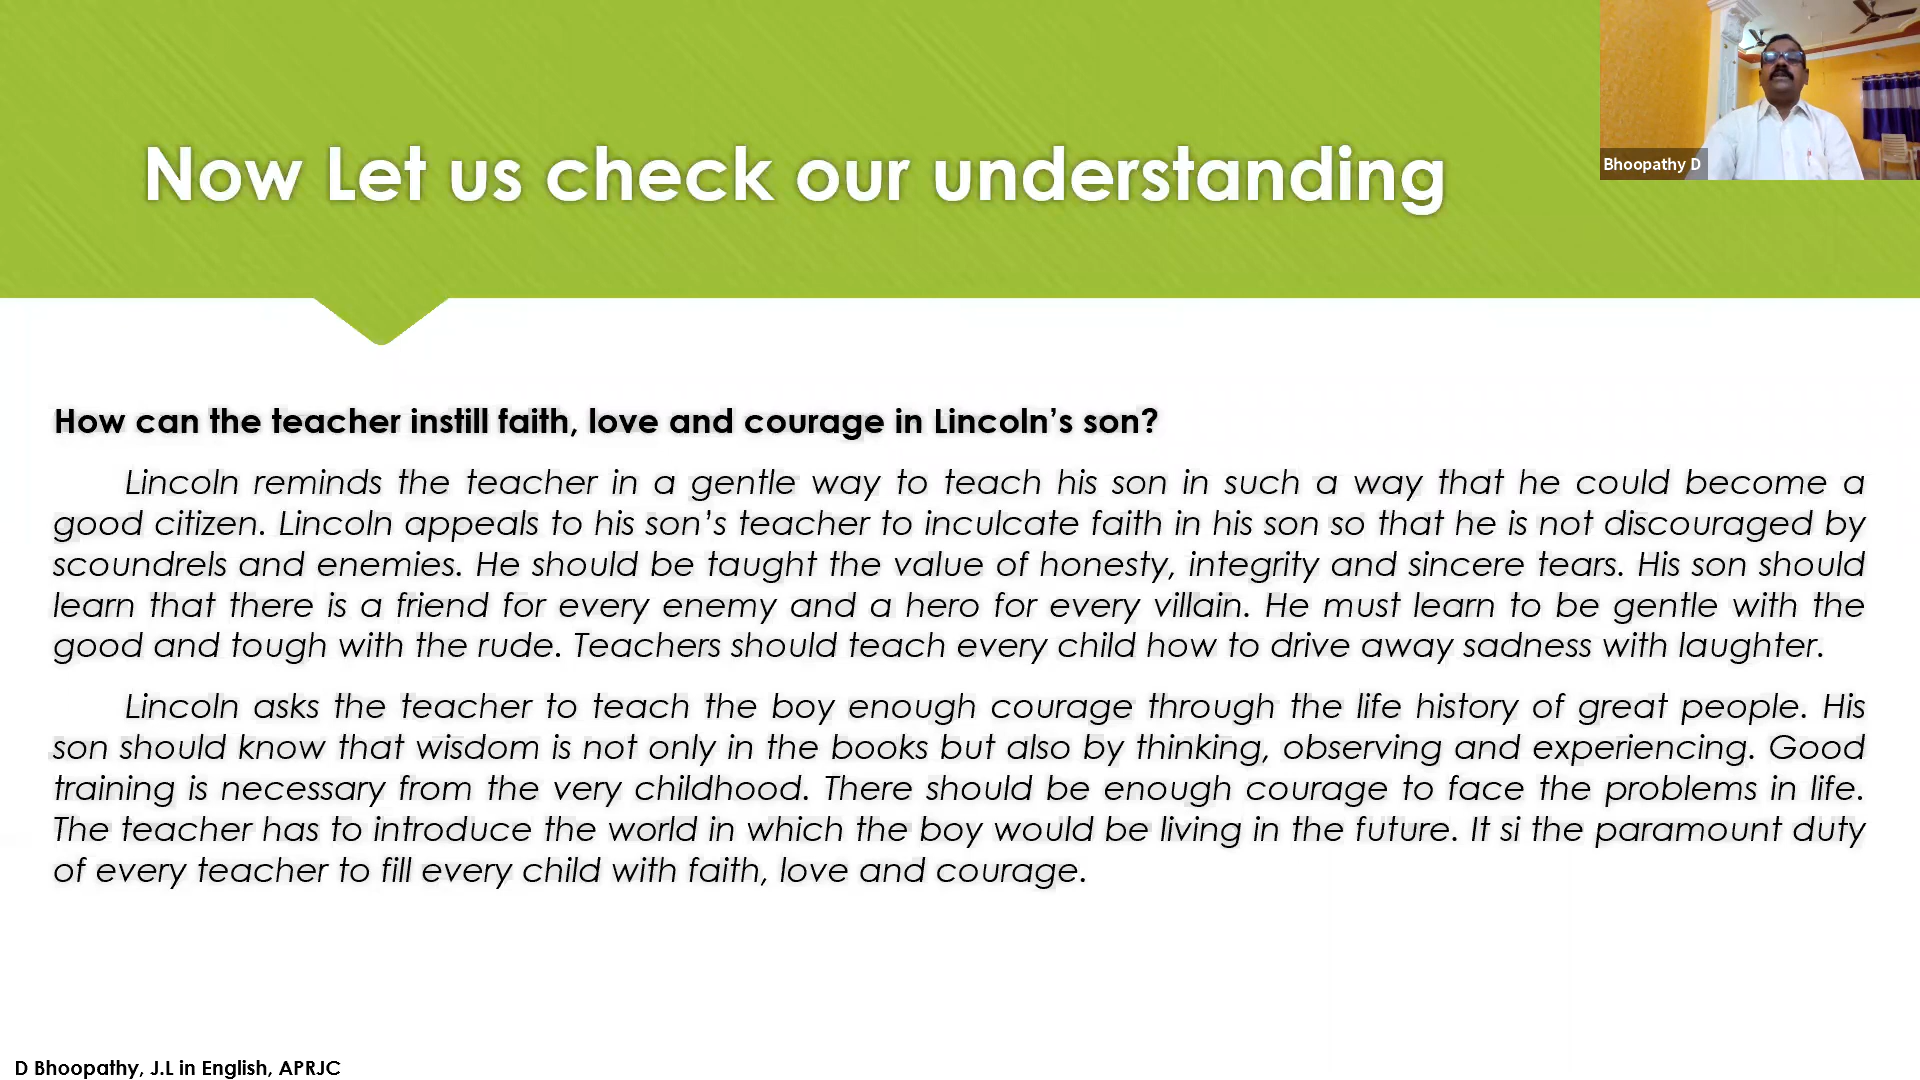 Now Let us check our understanding
Bhoopathy D
How can the teacher instill faith, love and courage in Lincoln’s son?
Lincoln reminds the teacher in a gentle way to teach his son in such a way that he could become a
good citizen. Lincoln appeals to his son’s teacher to inculcate faith in his son so that he is not discouraged by
scoundrels and enemies. He should be taught the value of honesty, integrity and sincere tears. His son should
learn that there is a friend for every enemy and a hero for every villain. He must learn to be gentle with the
good and tough with the rude. Teachers should teach every child how to drive away sadness with laughter.
Lincoln asks the teacher to teach the boy enough courage through the life history of great people. His
son should know that wisdom is not only in the books but also by thinking, observing and experiencing. Good
training is necessary from the very childhood. There should be enough courage to face the problems in life.
The teacher has to introduce the world in which the boy would be living in the future. It si the paramount duty
of every teacher to fill every child with faith, love and courage.
D Bhoopathy, J.L in English, APRJC